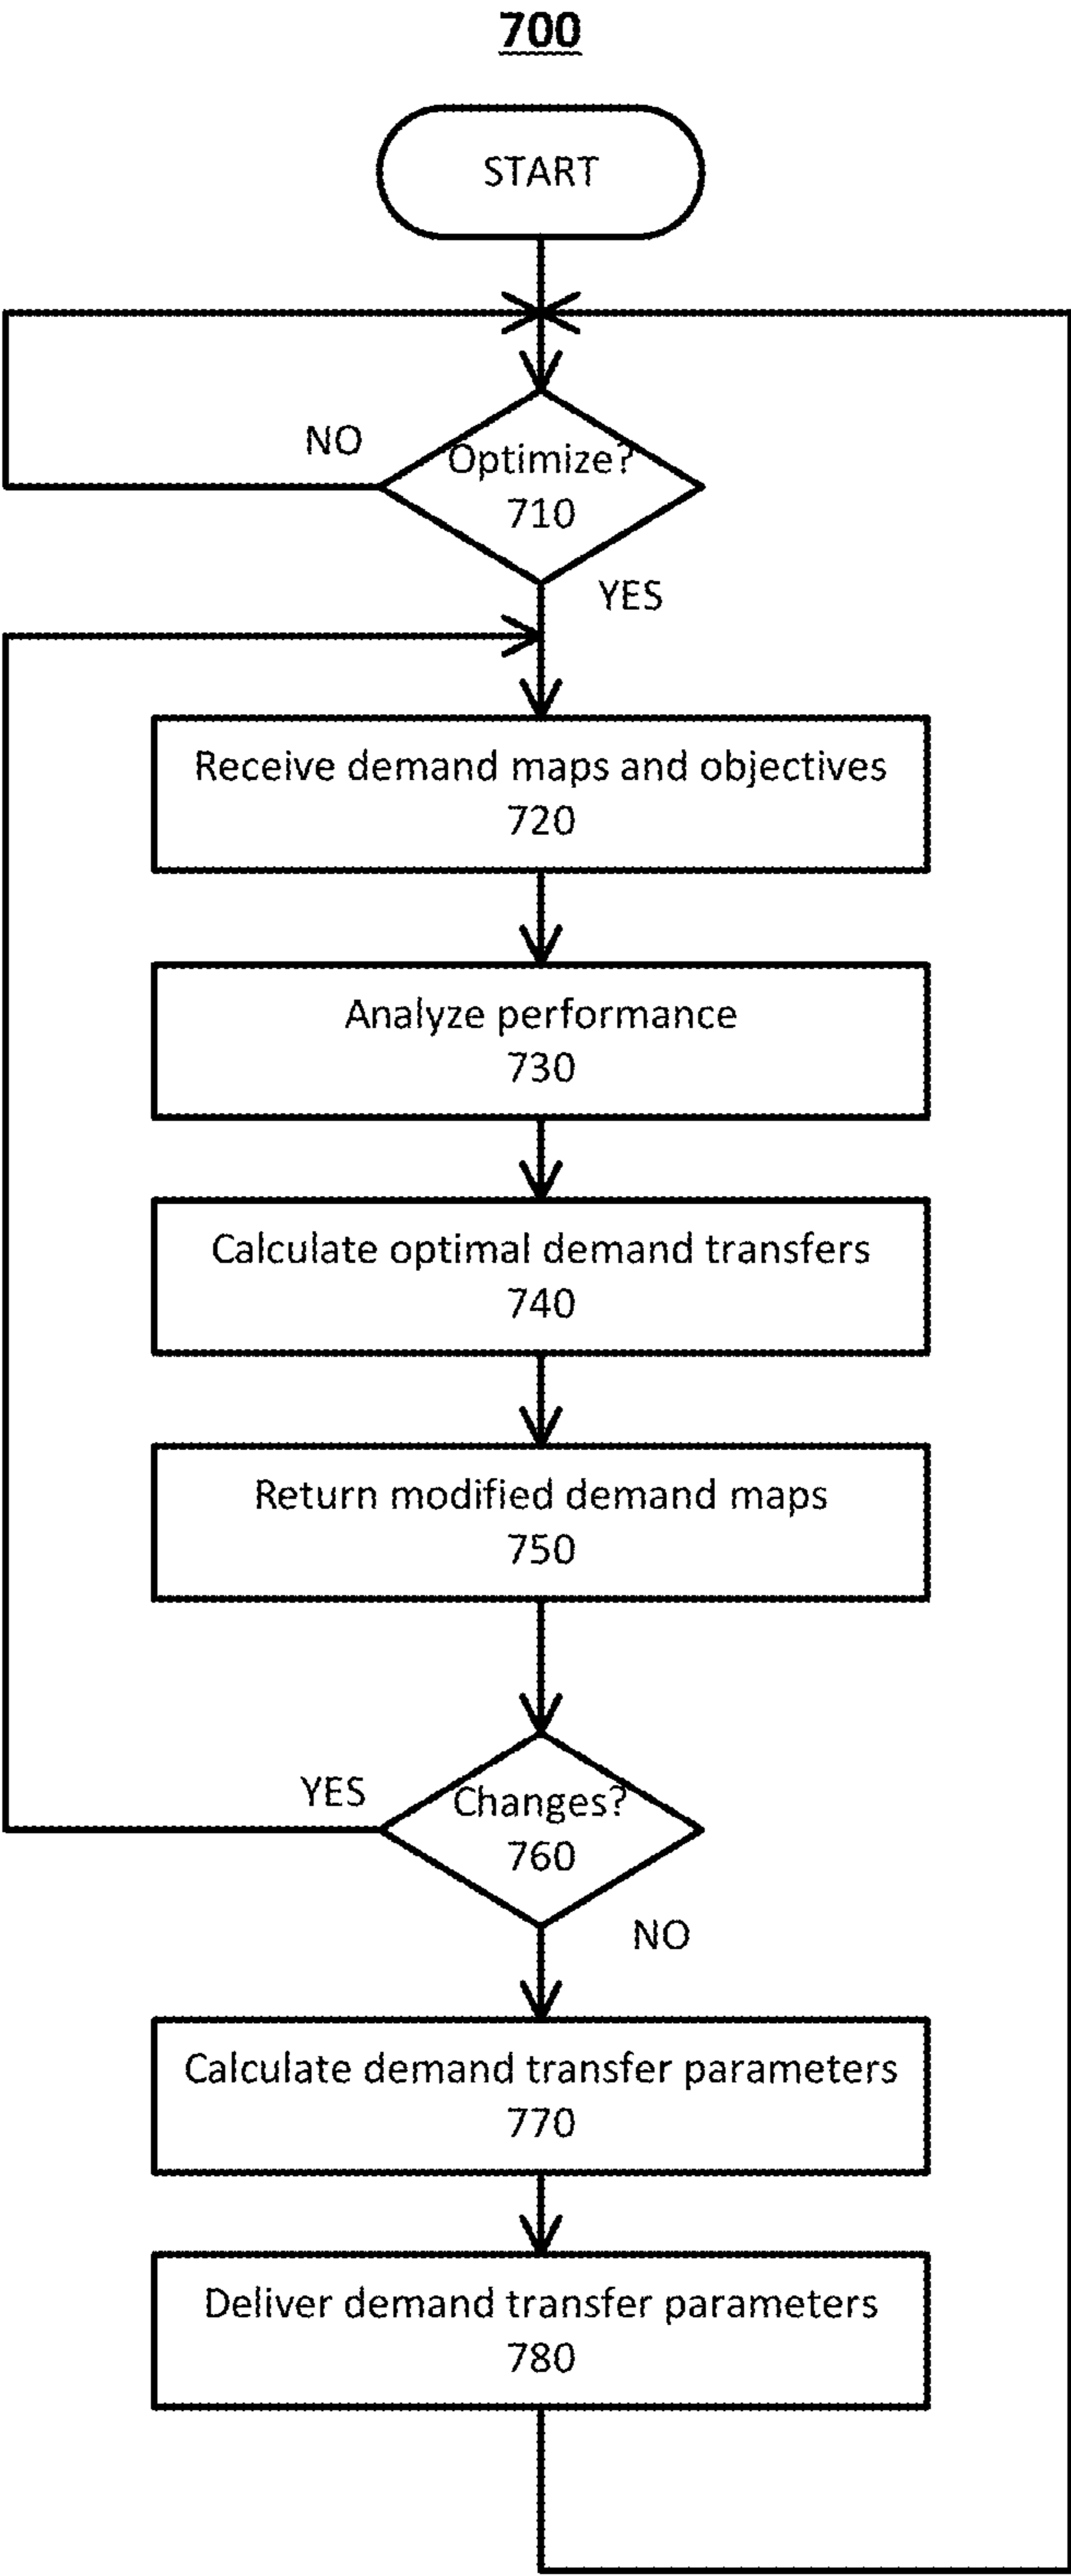 700
START
NO
Optimize?
710
YES
Receive demand maps and objectives
720
Analyze performance
730
Calculate optimal demand transfers
740
Return modified demand maps
750
YES
Changes?
760
NO
Calculate demand transfer parameters
770
Deliver demand transfer parameters
780